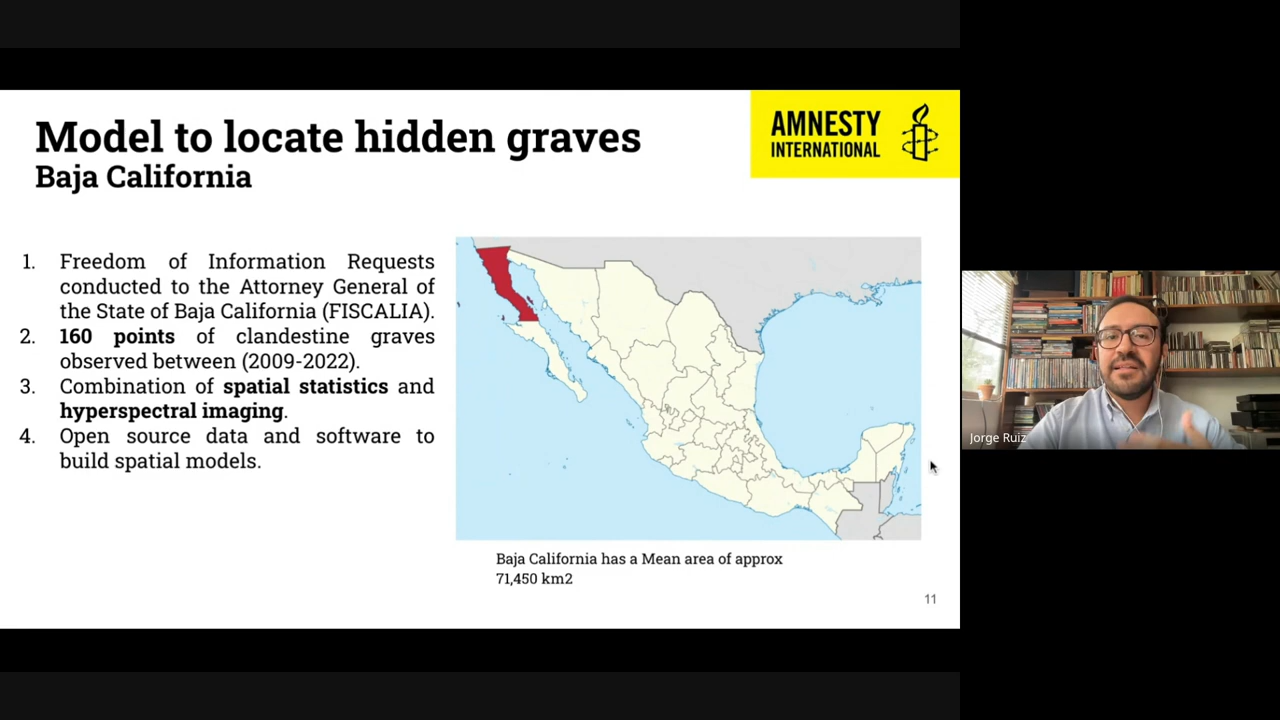 Model to locate hidden graves
Baja California
AMNESTY
INTERNATIONAL
1. Freedom of Information Requests
conducted to the Attorney General of
the State of Baja California (FISCALIA).
2. 160 points of clandestine graves
observed between (2009-2022).
3. Combination of spatial statistics and
hyperspectral imaging.
4. Open source data and software to
build spatial models.
Baja California has a Mean area of approx
71,450 km2
11
Jorge Ruiz